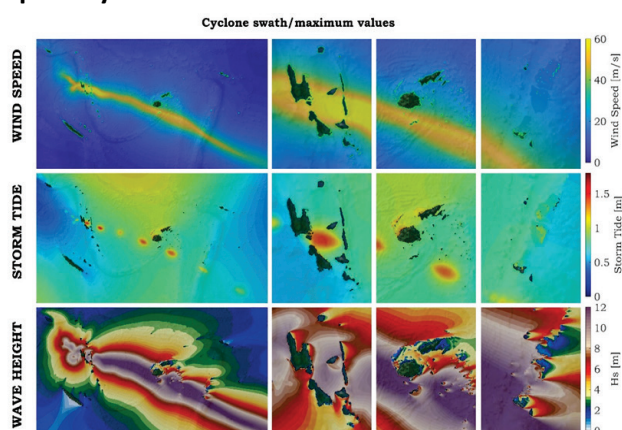 Cyclone swath/maximum values
WIND SPEED
60
40
20
0
Wind Speed [m/s]
STORM TIDE
1.5
1
0.5
0
Storm Tide [m]
WAVE HEIGHT
12
10
8
6
4
2
0
Hs [m]